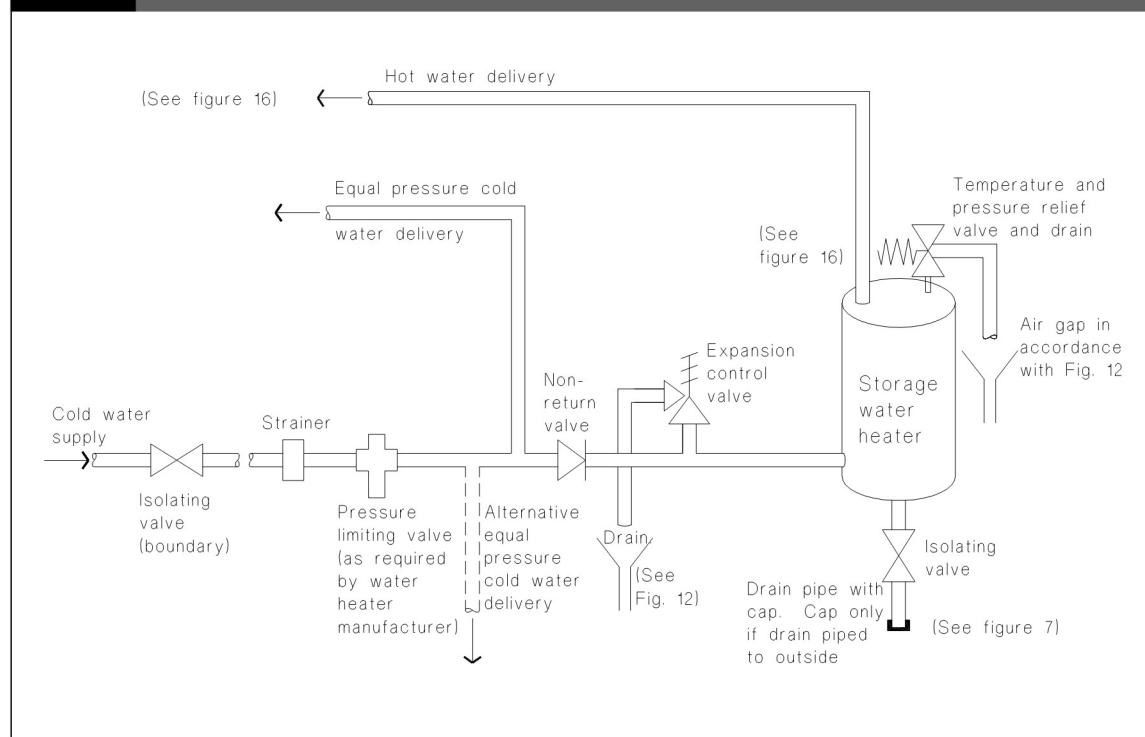 Hot water delivery
(See figure 16)
Equal pressure cold
water delivery
Temperature and
pressure relief
valve and drain
(See
figure 16)
Air gap in
accordance
with Fig. 12
Expansion
control
valve
Non-
return
valve
Storage
water
heater
Cold water
supply
Strainer
Isolating
valve
(boundary)
Pressure
limiting valve
(as required
by water
heater
manufacturer)
Alternative
equal
pressure
cold water
delivery
Drain
(See
Fig. 12)
Isolating
valve
Drain pipe with
cap. Cap only
if drain piped
to outside
(See figure 7)